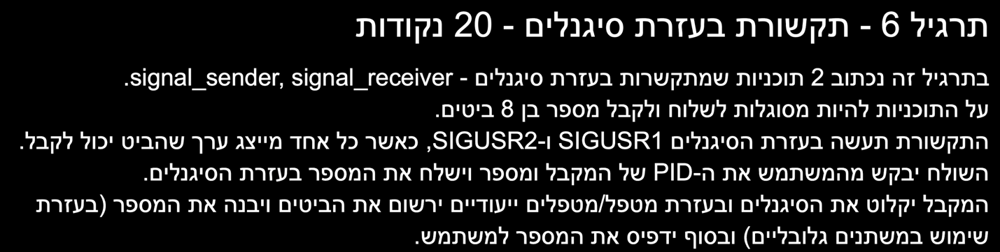 תרגיל 6 - תקשורת בעזרת סיגנלים - 20 נקודות
בתרגיל זה נכתוב 2 תוכניות שמתקשרות בעזרת סיגנלים - signal_sender, signal_receiver.
על התוכניות להיות מסוגלות לשלוח ולקבל מספר בן 8 ביטים.
התקשורת תעשה בעזרת הסיגנלים SIGUSR1 ו-SIGUSR2, כאשר כל אחד מייצג ערך שהביט יכול לקבל.
השולח יבקש מהמשתמש את ה-PID של המקבל ומספר וישלח את המספר בעזרת הסיגנלים.
המקבל יקלוט את הסיגנלים ובעזרת מטפל/מטפלים ייעודיים ירשום את הביטים ויבנה את המספר (בעזרת
שימוש במשתנים גלובליים) ובסוף ידפיס את המספר למשתמש.